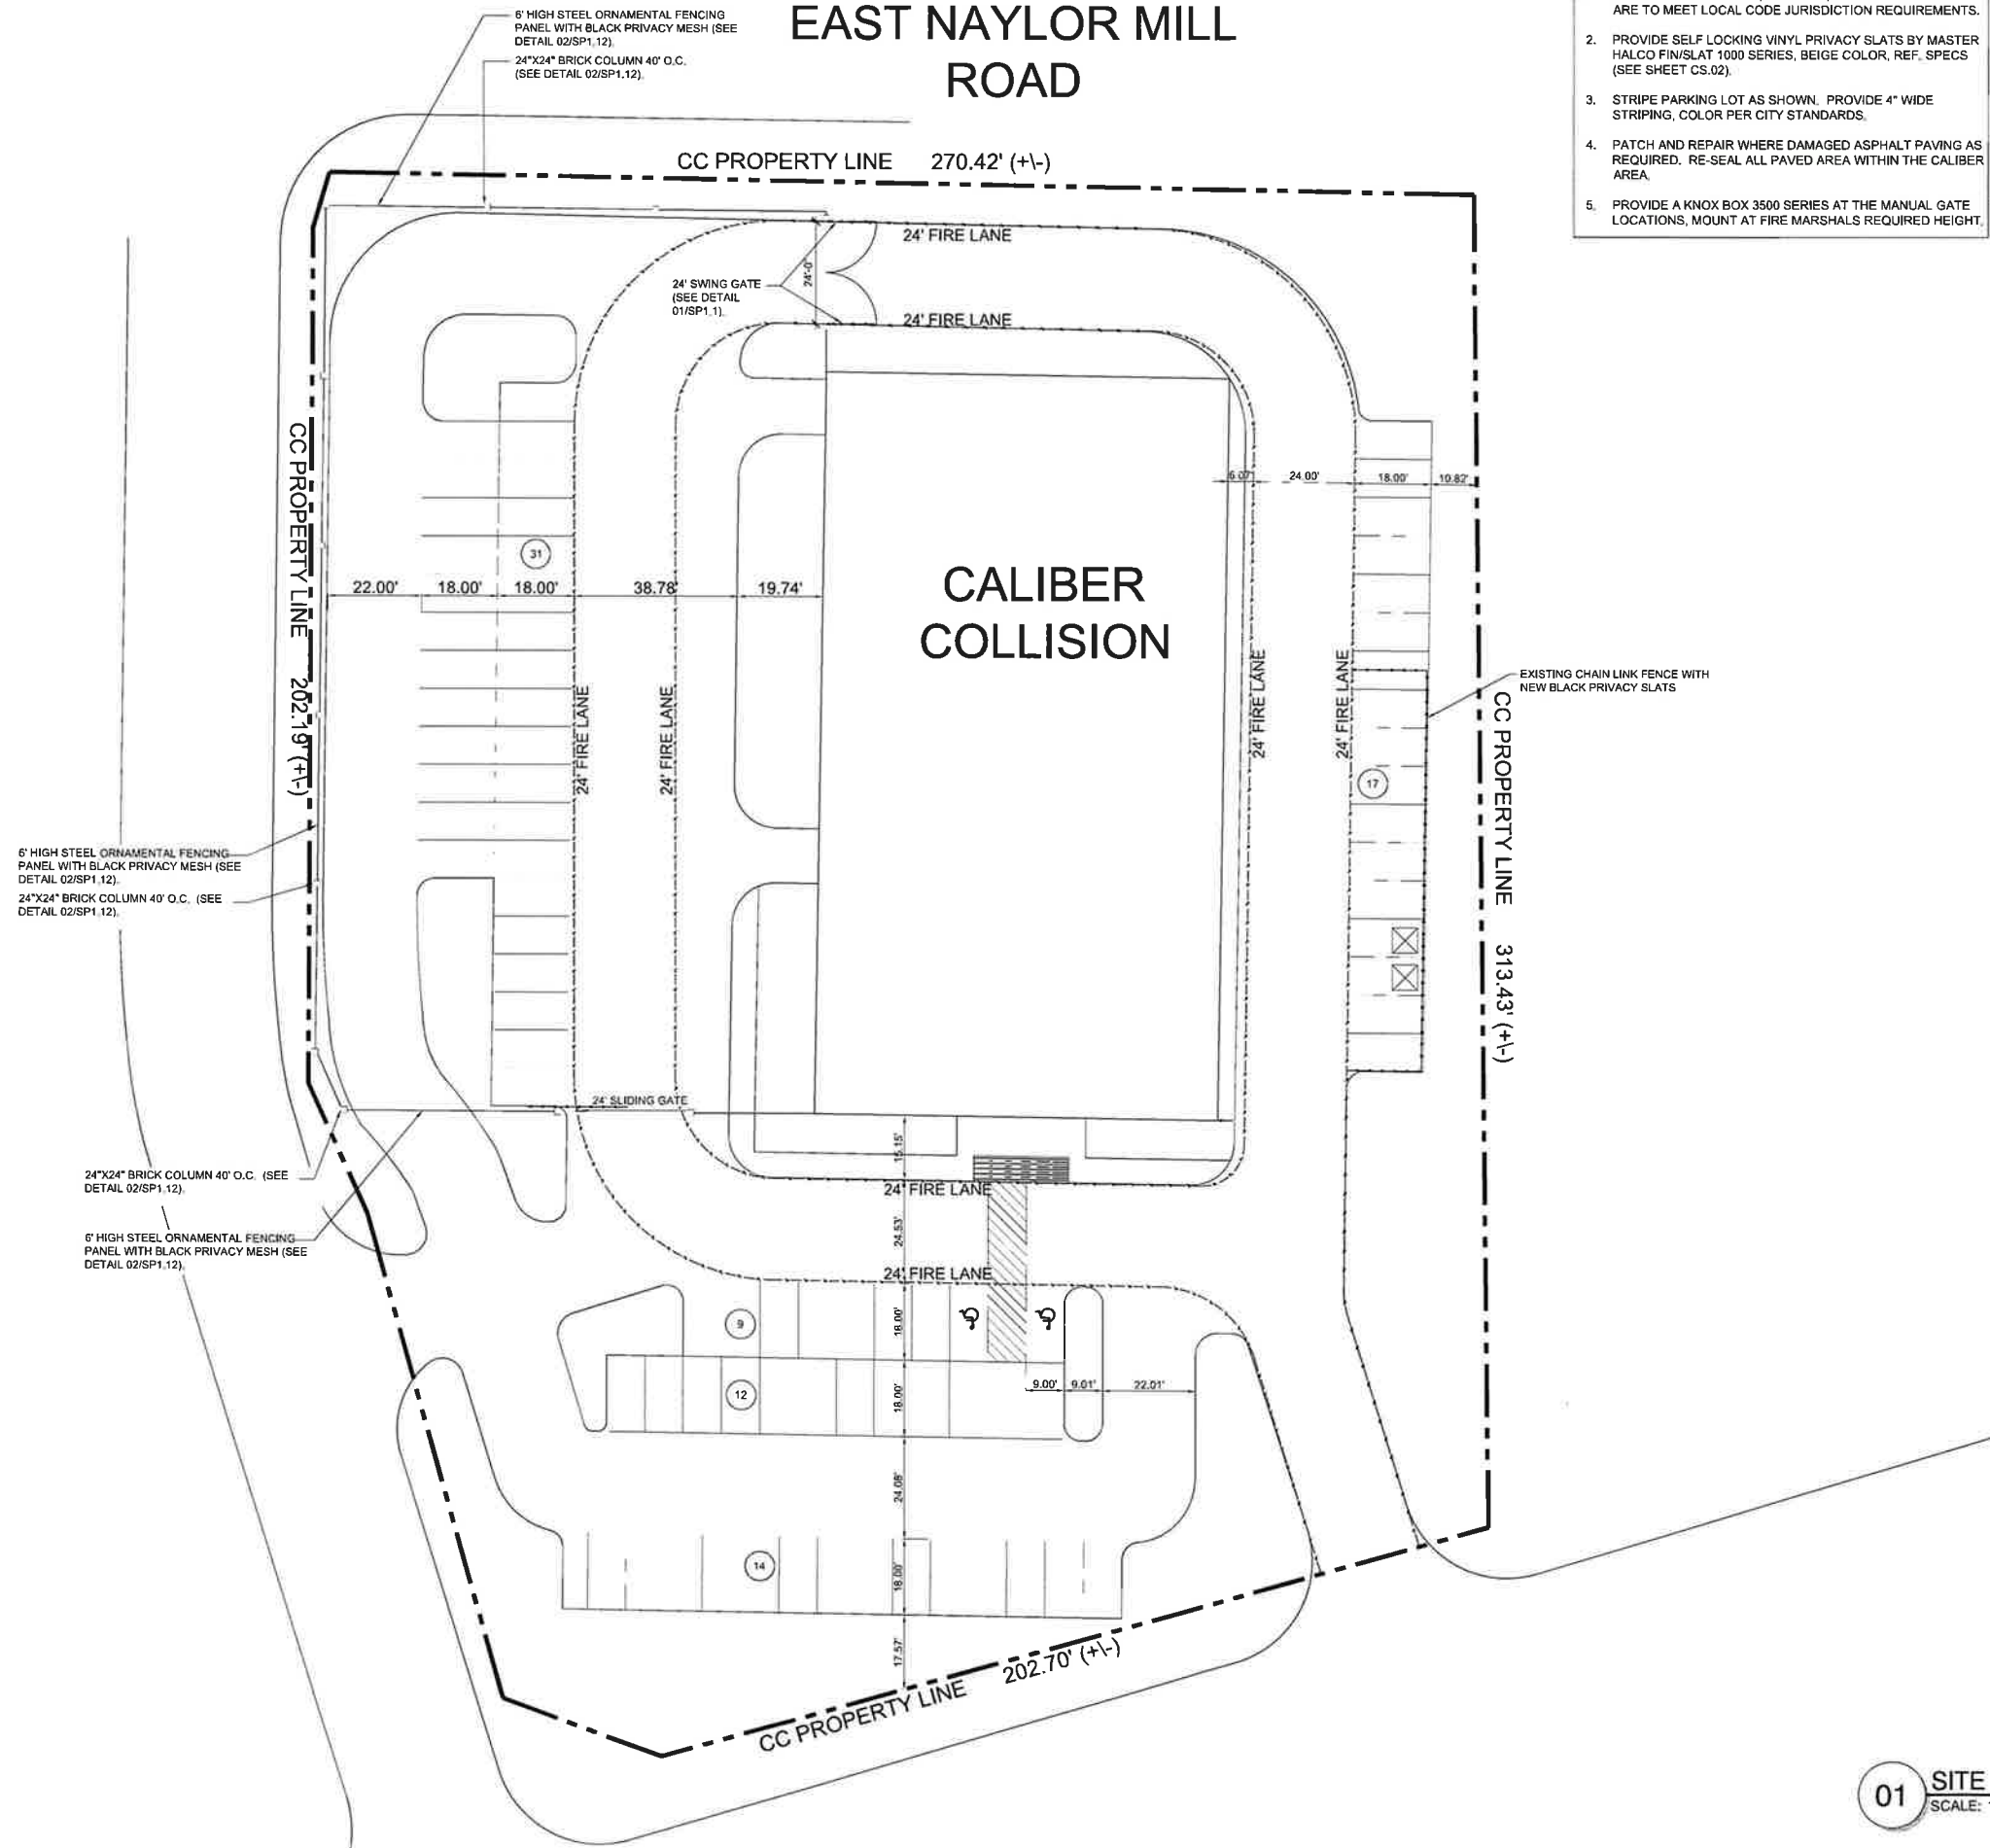 6' HIGH STEEL ORNAMENTAL FENCING
PANEL WITH BLACK PRIVACY MESH (SEE
DETAIL 02/SP1.12).
24"X24" BRICK COLUMN 40' O.C.
(SEE DETAIL 02/SP1.12).
EAST NAYLOR MILL
ROAD
ARE TO MEET LOCAL CODE JURISDICTION REQUIREMENTS.
2. PROVIDE SELF LOCKING VINYL PRIVACY SLATS BY MASTER
HALCO FIN/SLAT 1000 SERIES, BEIGE COLOR, REF. SPECS
(SEE SHEET CS.02).
3. STRIPE PARKING LOT AS SHOWN. PROVIDE 4" WIDE
STRIPING, COLOR PER CITY STANDARDS.
4. PATCH AND REPAIR WHERE DAMAGED ASPHALT PAVING AS
REQUIRED. RE-SEAL ALL PAVED AREA WITHIN THE CALIBER
AREA.
5. PROVIDE A KNOX BOX 3500 SERIES AT THE MANUAL GATE
LOCATIONS, MOUNT AT FIRE MARSHALS REQUIRED HEIGHT.
CC PROPERTY LINE 270.42' (+\-)
24' FIRE LANE
24'-0"
24' SWING GATE
(SEE DETAIL
01/SP1.1).
24' FIRE LANE
CC PROPERTY LINE 202.19' (+\-)
6.07' 24.00' 18.00' 10.82'
31
22.00' 18.00' 18.00' 38.78' 19.74'
CALIBER
COLLISION
24' FIRE LANE
24' FIRE LANE
24' FIRE LANE
24' FIRE LANE
EXISTING CHAIN LINK FENCE WITH
NEW BLACK PRIVACY SLATS
CC PROPERTY LINE 313.43' (+\-)
17
6' HIGH STEEL ORNAMENTAL FENCING
PANEL WITH BLACK PRIVACY MESH (SEE
DETAIL 02/SP1.12).
24"X24" BRICK COLUMN 40' O.C. (SEE
DETAIL 02/SP1.12).
24' SLIDING GATE
15.15'
24"X24" BRICK COLUMN 40' O.C. (SEE
DETAIL 02/SP1.12).
24' FIRE LANE
24.53'
6' HIGH STEEL ORNAMENTAL FENCING
PANEL WITH BLACK PRIVACY MESH (SEE
DETAIL 02/SP1.12).
24' FIRE LANE
9
18.00'
12
18.00'
9.00' 9.01' 22.01'
24.08'
14
18.00'
17.57'
CC PROPERTY LINE 202.70' (+\-)
01
SITE
SCALE: